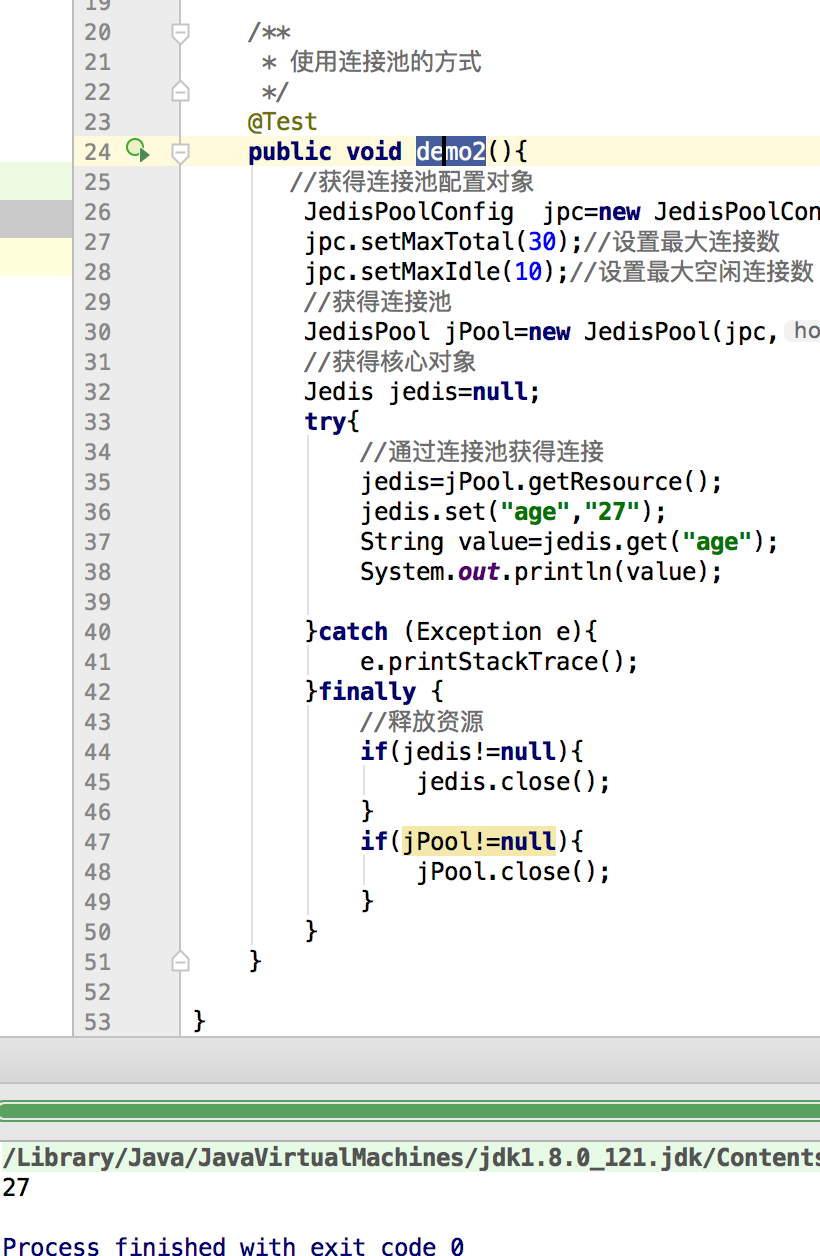 19
20 /**
21 * 使用连接池的方式
22 */
23 @Test
24 public void demo2(){
25 //获得连接池配置对象
26 JedisPoolConfig jpc=new JedisPoolCon
27 jpc.setMaxTotal(30);//设置最大连接数
28 jpc.setMaxIdle(10);//设置最大空闲连接数
29 //获得连接池
30 JedisPool jPool=new JedisPool(jpc, ho
31 //获得核心对象
32 Jedis jedis=null;
33 try{
34 //通过连接池获得连接
35 jedis=jPool.getResource();
36 jedis.set("age","27");
37 String value=jedis.get("age");
38 System.out.println(value);
39
40 }catch (Exception e){
41 e.printStackTrace();
42 }finally {
43 //释放资源
44 if(jedis!=null){
45 jedis.close();
46 }
47 if(jPool!=null){
48 jPool.close();
49 }
50 }
51 }
52
53 }
/Library/Java/JavaVirtualMachines/jdk1.8.0_121.jdk/Contents
27
Process finished with exit code 0